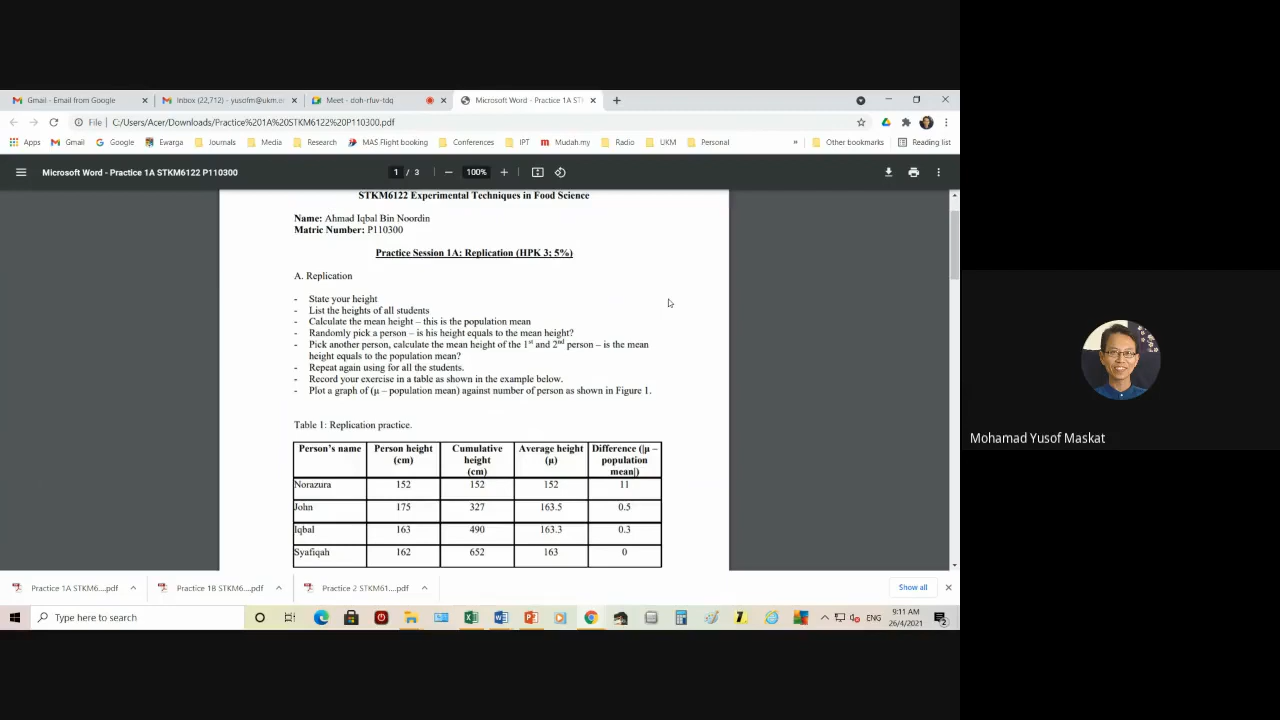 Gmail - Email from Google
Inbox (22,712) - yusofm@ukm.e
Meet - doh-rfuv-tdq
Microsoft Word - Practice 1A ST
File C:/Users/Acer/Downloads/Practice%201A%20STKM6122%20P110300.pdf
Apps Gmail Google Ewarga Journals Media Research MAS Flight booking Conferences IPT Mudah.my Radio UKM Personal » Other bookmarks Reading list
Microsoft Word - Practice 1A STKM6122 P110300
1 / 3 — 100% +
STKM6122 Experimental Techniques in Food Science
Name: Ahmad Iqbal Bin Noordin
Matric Number: P110300
Practice Session 1A: Replication (HPK 3; 5%)
A. Replication
- State your height
- List the heights of all students
- Calculate the mean height – this is the population mean
- Randomly pick a person – is his height equals to the mean height?
- Pick another person, calculate the mean height of the 1st and 2nd person – is the mean
height equals to the population mean?
- Repeat again using for all the students.
- Record your exercise in a table as shown in the example below.
- Plot a graph of (μ – population mean) against number of person as shown in Figure 1.
Table 1: Replication practice.
Person's name Person height (cm) Cumulative height (cm) Average height (μ) Difference (|μ – population mean|)
Norazura 152 152 152 11
John 175 327 163.5 0.5
Iqbal 163 490 163.3 0.3
Syafiqah 162 652 163 0
Mohamad Yusof Maskat
Practice 1A STKM6....pdf
Practice 1B STKM6....pdf
Practice 2 STKM61....pdf
Show all
Type here to search
ENG
9:11 AM
26/4/2021
2